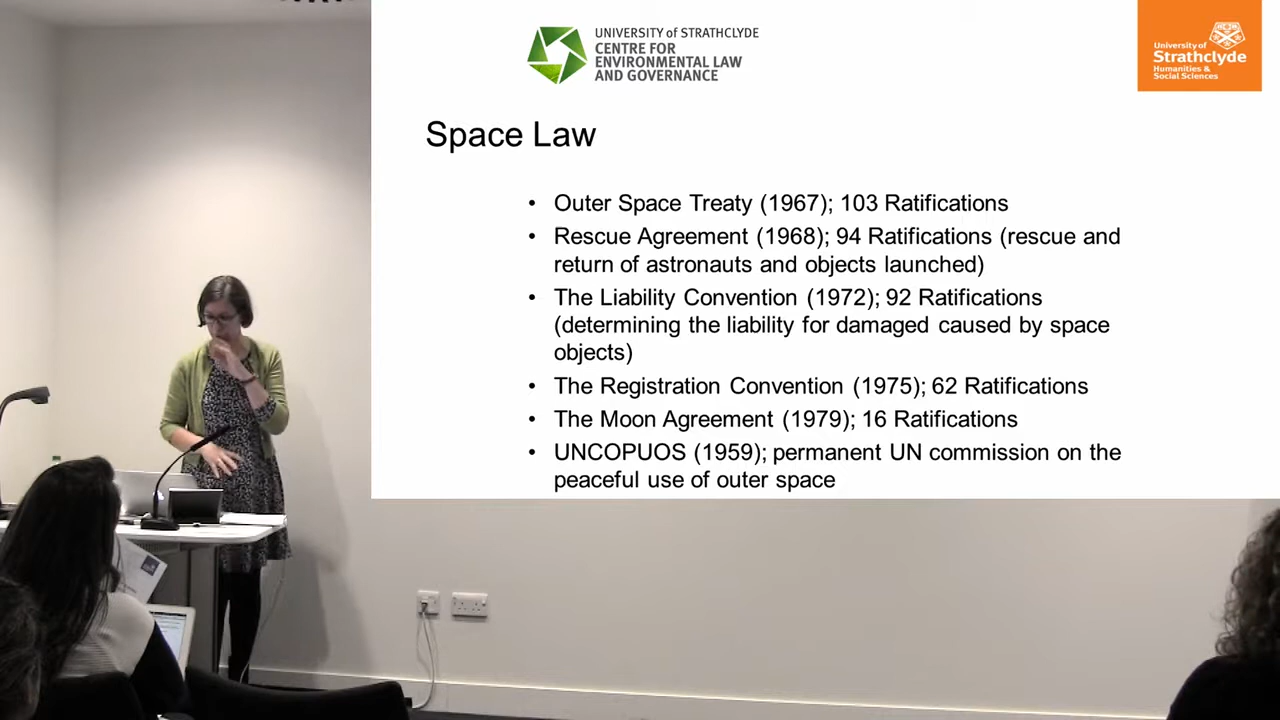 UNIVERSITY of STRATHCLYDE
CENTRE FOR
ENVIRONMENTAL LAW
AND GOVERNANCE
University of
Strathclyde
Humanities &
Social Sciences
Space Law
• Outer Space Treaty (1967); 103 Ratifications
• Rescue Agreement (1968); 94 Ratifications (rescue and
return of astronauts and objects launched)
• The Liability Convention (1972); 92 Ratifications
(determining the liability for damaged caused by space
objects)
• The Registration Convention (1975); 62 Ratifications
• The Moon Agreement (1979); 16 Ratifications
• UNCOPUOS (1959); permanent UN commission on the
peaceful use of outer space